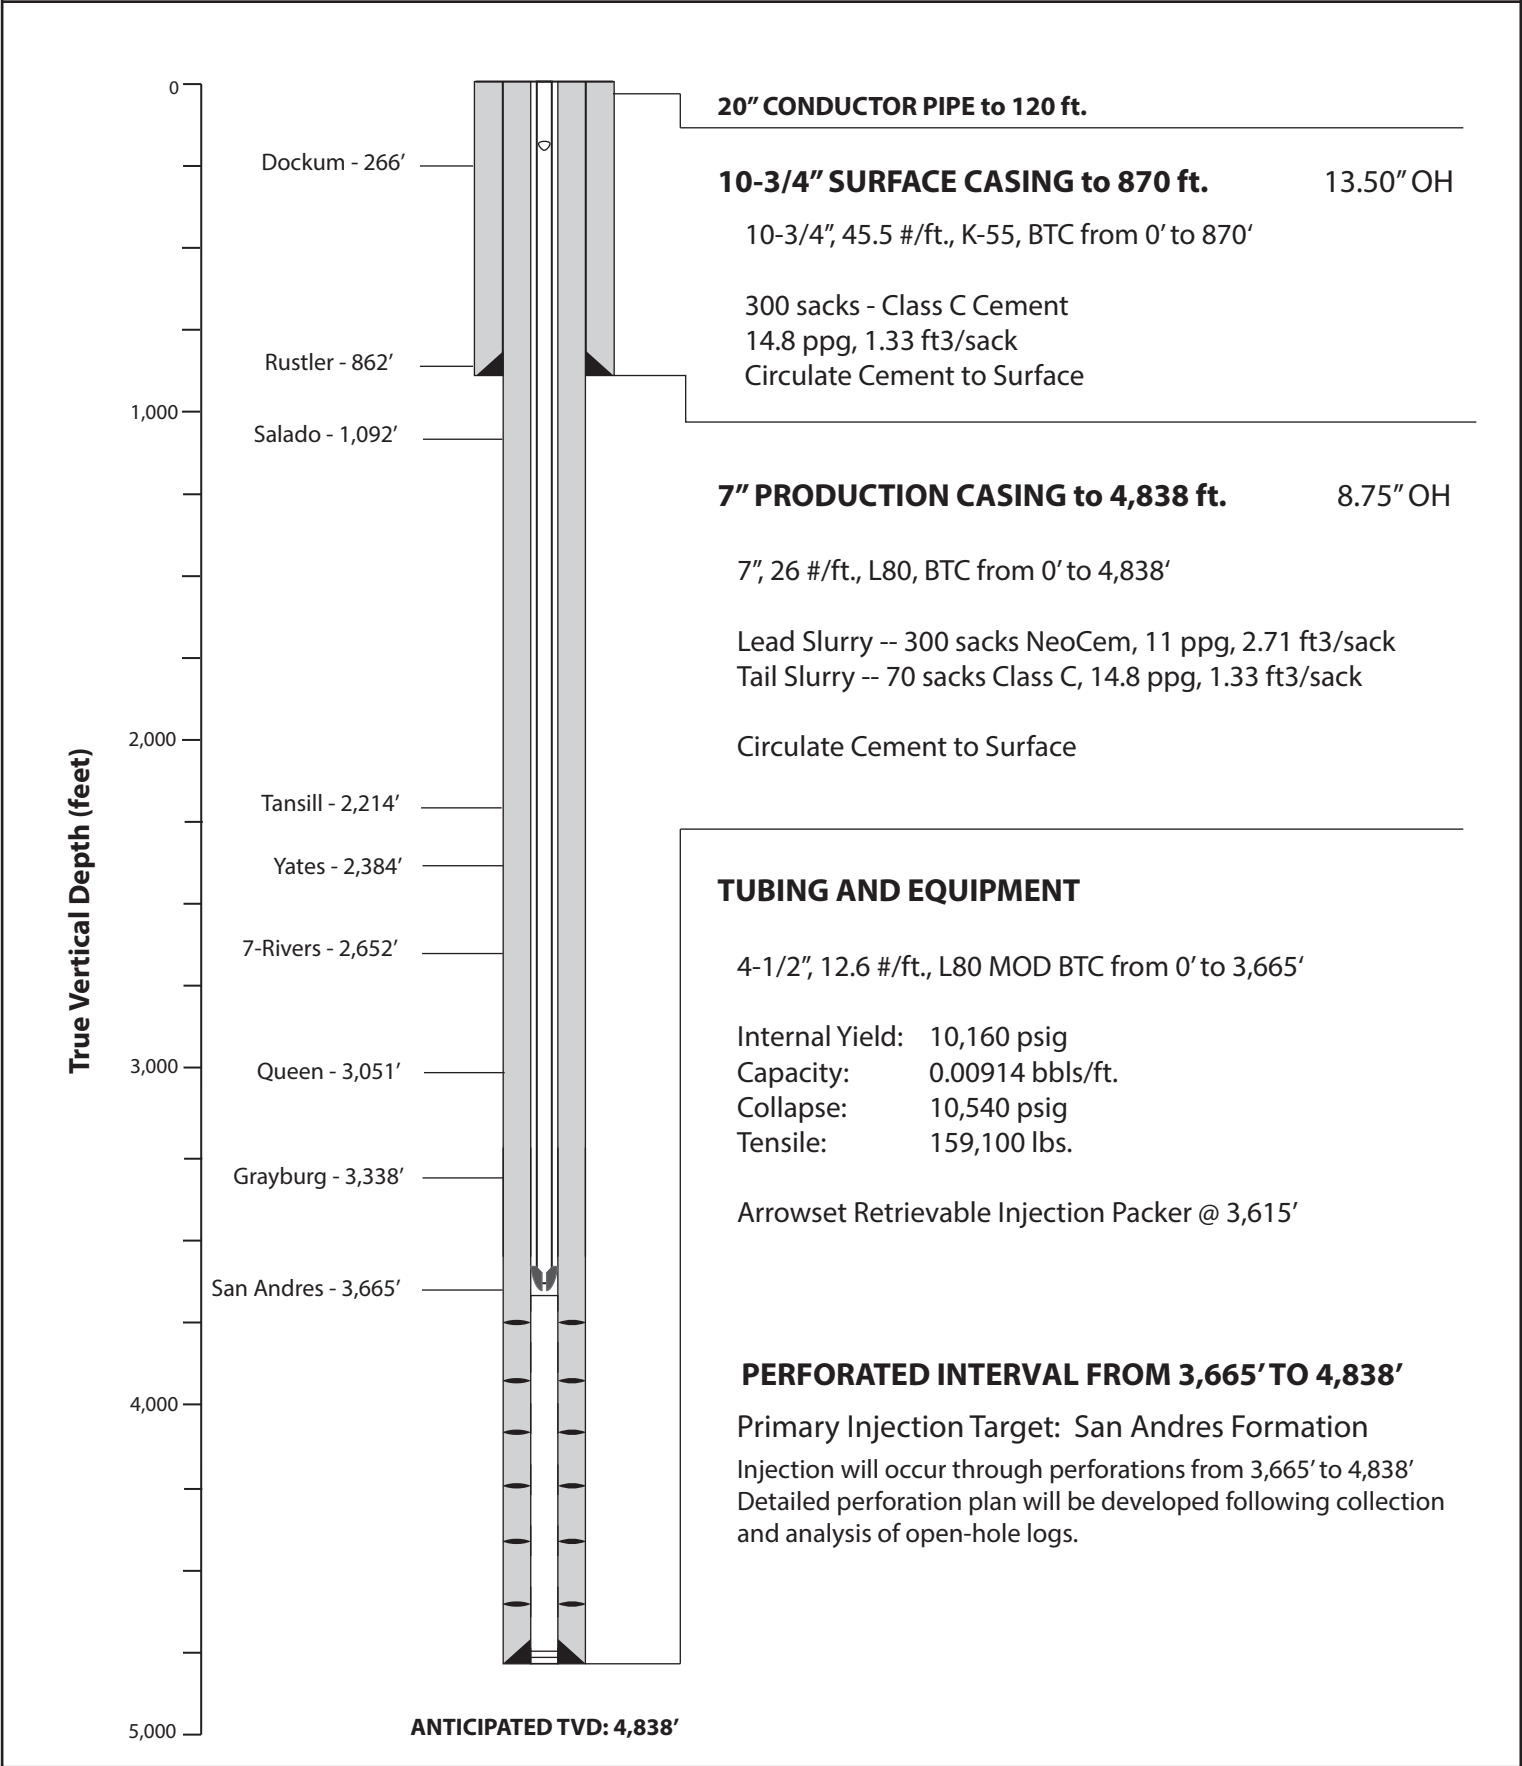 0
Dockum - 266’
Rustler - 862’
1,000
Salado - 1,092’
2,000
Tansill - 2,214’
Yates - 2,384’
7-Rivers - 2,652’
True Vertical Depth (feet)
3,000
Queen - 3,051’
Grayburg - 3,338’
San Andres - 3,665’
4,000
5,000
ANTICIPATED TVD: 4,838’
20” CONDUCTOR PIPE to 120 ft.
10-3/4” SURFACE CASING to 870 ft. 13.50” OH
10-3/4”, 45.5 #/ft., K-55, BTC from 0’ to 870‘
300 sacks - Class C Cement
14.8 ppg, 1.33 ft3/sack
Circulate Cement to Surface
7” PRODUCTION CASING to 4,838 ft. 8.75” OH
7”, 26 #/ft., L80, BTC from 0’ to 4,838‘
Lead Slurry -- 300 sacks NeoCem, 11 ppg, 2.71 ft3/sack
Tail Slurry -- 70 sacks Class C, 14.8 ppg, 1.33 ft3/sack
Circulate Cement to Surface
TUBING AND EQUIPMENT
4-1/2”, 12.6 #/ft., L80 MOD BTC from 0’ to 3,665‘
Internal Yield: 10,160 psig
Capacity: 0.00914 bbls/ft.
Collapse: 10,540 psig
Tensile: 159,100 lbs.
Arrowset Retrievable Injection Packer @ 3,615’
PERFORATED INTERVAL FROM 3,665’ TO 4,838’
Primary Injection Target: San Andres Formation
Injection will occur through perforations from 3,665’ to 4,838’
Detailed perforation plan will be developed following collection
and analysis of open-hole logs.